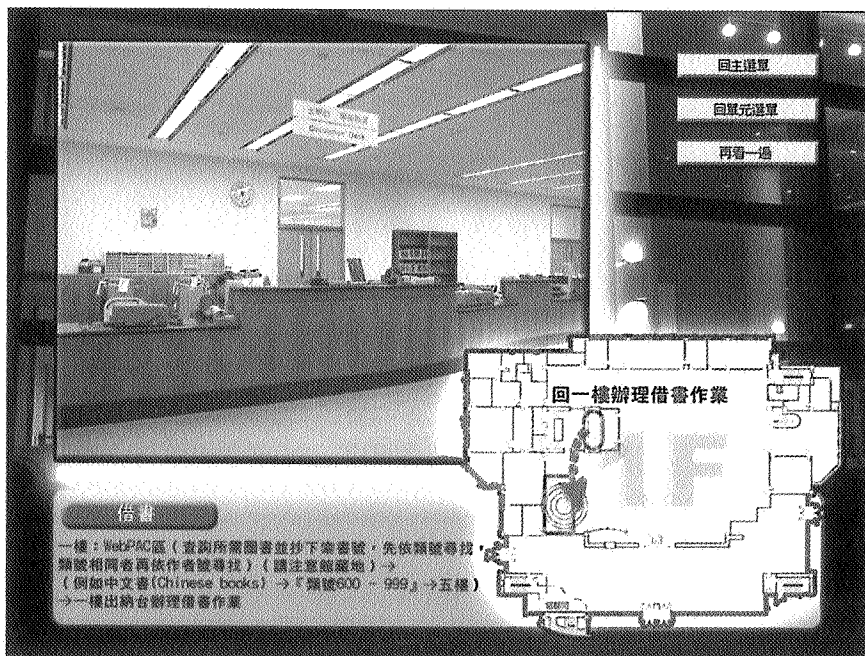 回主選單
回單元選單
再看一遍
Circulation Desk
回一樓辦理借書作業
1F
借書
一樓：WebPAC區（查詢所需圖書並抄下索書號，先依類號尋找，
類號相同者再依作者號尋找）（請注意館藏地）→
（例如中文書(Chinese books) →『類號600 - 999』→五樓）
→一樓出納台辦理借書作業